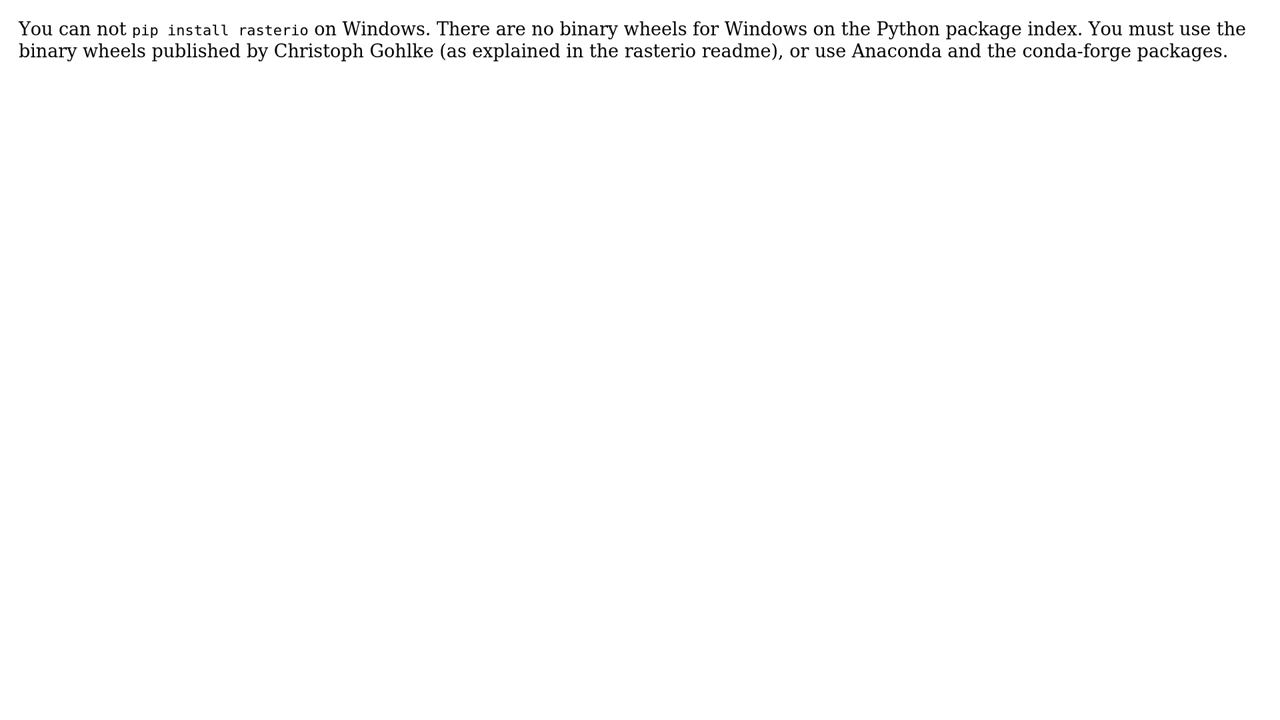 You can not pip install rasterio on Windows. There are no binary wheels for Windows on the Python package index. You must use the
binary wheels published by Christoph Gohlke (as explained in the rasterio readme), or use Anaconda and the conda-forge packages.